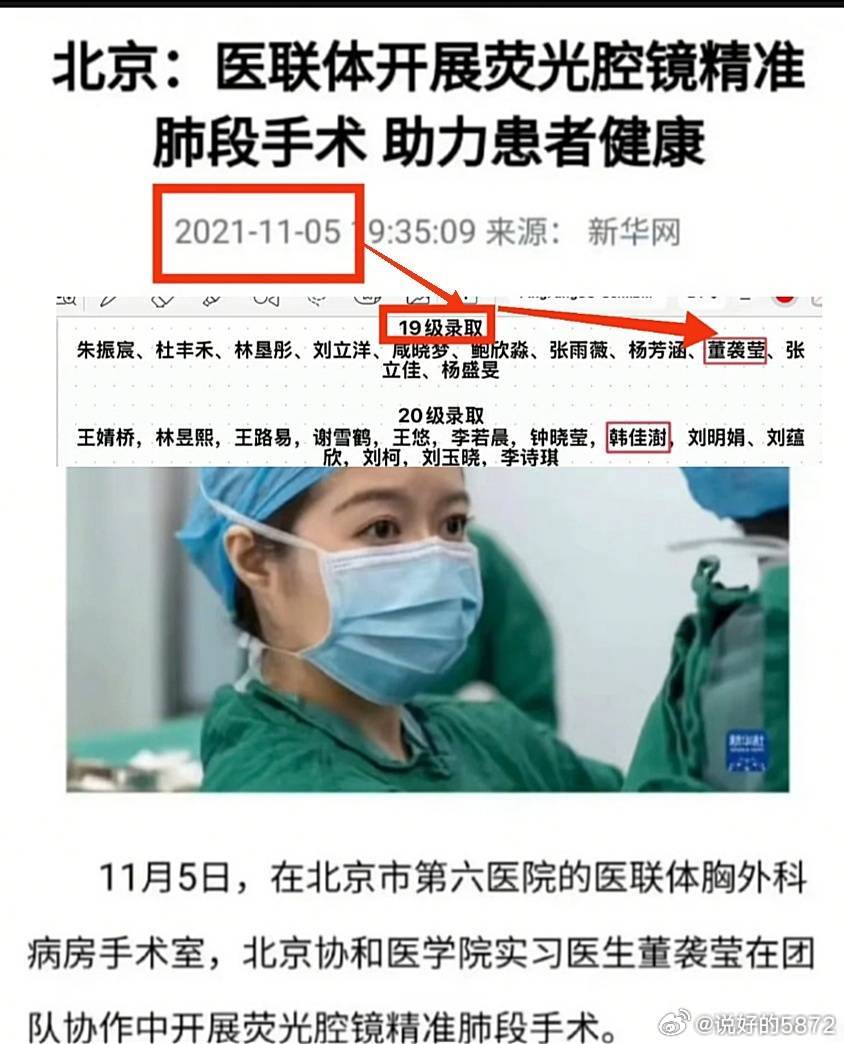 北京：医联体开展荧光腔镜精准
肺段手术 助力患者健康
2021-11-05 19:35:09 来源： 新华网
19级录取
朱振宸、杜丰禾、林垦彤、刘立洋、咸晓梦、鲍欣淼、张雨薇、杨芳涵、董袭莹、张
立佳、杨盛旻
20级录取
王婧桥，林昱熙，王路易，谢雪鹤，王悠，李若晨，钟晓莹，韩佳澍，刘明娟、刘蕴
欣，刘柯，刘玉晓，李诗琪
11月5日，在北京市第六医院的医联体胸外科
病房手术室，北京协和医学院实习医生董袭莹在团
队协作中开展荧光腔镜精准肺段手术。
@说好的5872